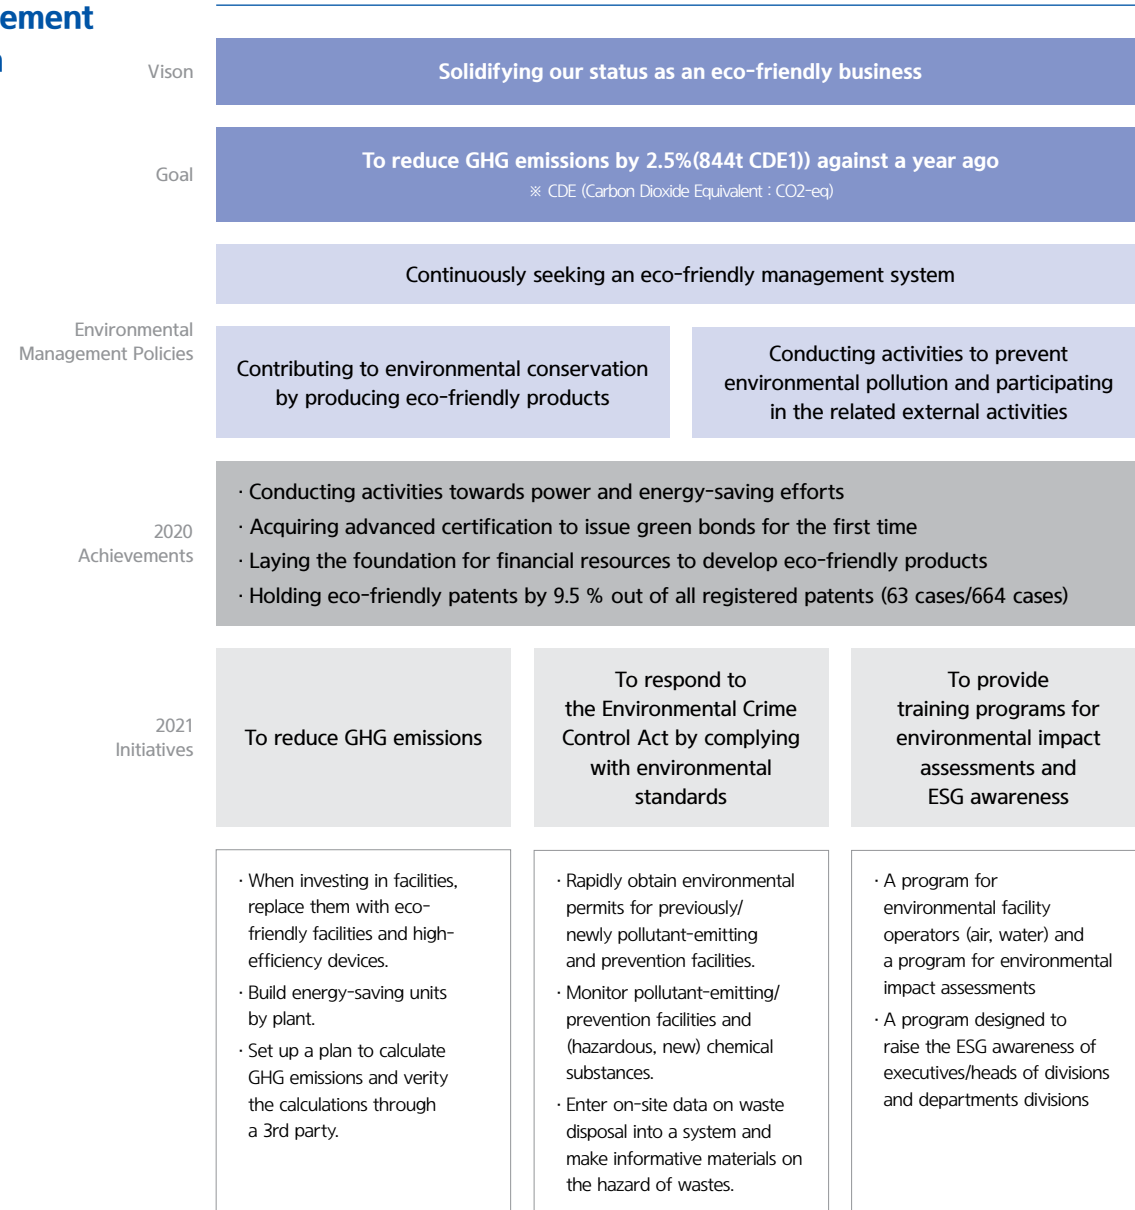 ement
Vison
Solidifying our status as an eco-friendly business
Goal
To reduce GHG emissions by 2.5%(844t CDE1)) against a year ago
※ CDE (Carbon Dioxide Equivalent : CO2-eq)
Environmental
Management Policies
Continuously seeking an eco-friendly management system
Contributing to environmental conservation
by producing eco-friendly products
Conducting activities to prevent
environmental pollution and participating
in the related external activities
2020
Achievements
· Conducting activities towards power and energy-saving efforts
· Acquiring advanced certification to issue green bonds for the first time
· Laying the foundation for financial resources to develop eco-friendly products
· Holding eco-friendly patents by 9.5 % out of all registered patents (63 cases/664 cases)
2021
Initiatives
To reduce GHG emissions
To respond to
the Environmental Crime
Control Act by complying
with environmental
standards
To provide
training programs for
environmental impact
assessments and
ESG awareness
· When investing in facilities,
replace them with eco-
friendly facilities and high-
efficiency devices.
· Build energy-saving units
by plant.
· Set up a plan to calculate
GHG emissions and verity
the calculations through
a 3rd party.
· Rapidly obtain environmental
permits for previously/
newly pollutant-emitting
and prevention facilities.
· Monitor pollutant-emitting/
prevention facilities and
(hazardous, new) chemical
substances.
· Enter on-site data on waste
disposal into a system and
make informative materials on
the hazard of wastes.
· A program for
environmental facility
operators (air, water) and
a program for environmental
impact assessments
· A program designed to
raise the ESG awareness of
executives/heads of divisions
and departments divisions